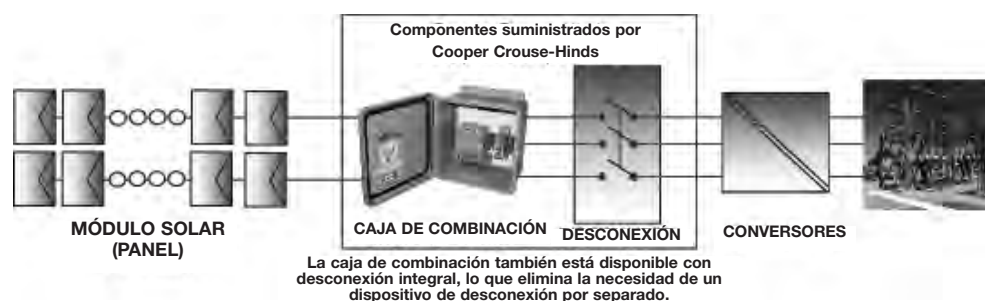 Componentes suministrados por
Cooper Crouse-Hinds
MÓDULO SOLAR
(PANEL)
CAJA DE COMBINACIÓN
DESCONEXIÓN
CONVERSORES
La caja de combinación también está disponible con
desconexión integral, lo que elimina la necesidad de un
dispositivo de desconexión por separado.